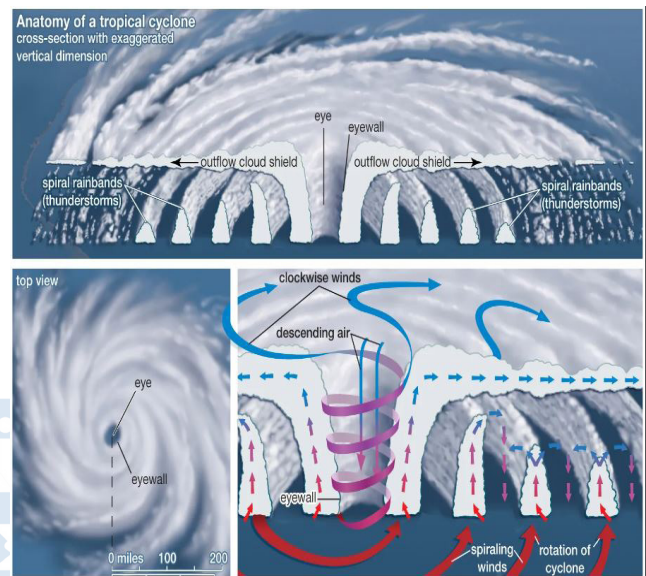 Anatomy of a tropical cyclone
cross-section with exaggerated
vertical dimension
eye
eyewall
outflow cloud shield
outflow cloud shield
spiral rainbands
(thunderstorms)
spiral rainbands
(thunderstorms)
top view
eye
eyewall
0 miles 100 200
clockwise winds
descending air
eyewall
spiraling
winds
rotation of
cyclone